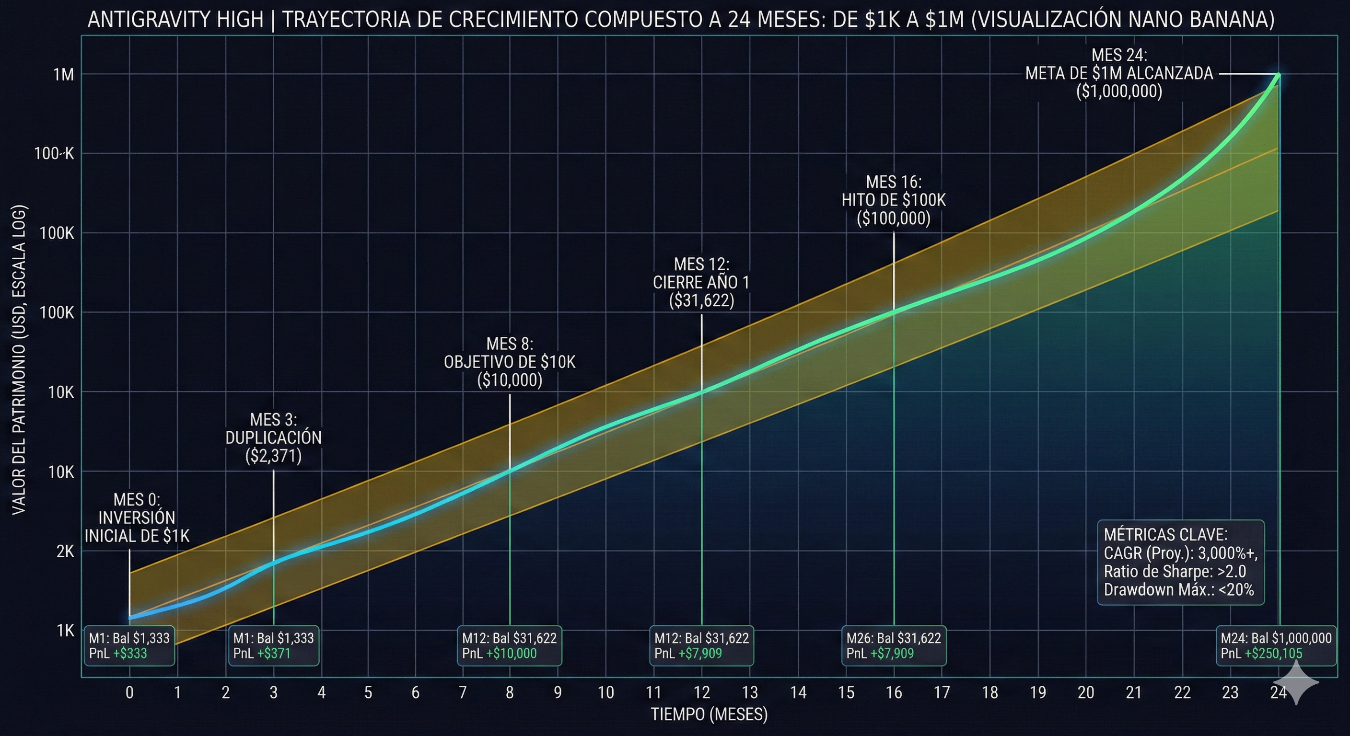 ANTIGRAVITY HIGH | TRAYECTORIA DE CRECIMIENTO COMPUESTO A 24 MESES: DE $1K A $1M (VISUALIZACIÓN NANO BANANA)
VALOR DEL PATRIMONIO (USD, ESCALA LOG)
1M
100·K
100K
100K
10K
10K
2K
1K
MES 0:
INVERSIÓN
INICIAL DE $1K
MES 3:
DUPLICACIÓN
($2,371)
MES 8:
OBJETIVO DE $10K
($10,000)
MES 12:
CIERRE AÑO 1
($31,622)
MES 16:
HITO DE $100K
($100,000)
MES 24:
META DE $1M ALCANZADA
($1,000,000)
MÉTRICAS CLAVE:
CAGR (Proy.): 3,000%+,
Ratio de Sharpe: >2.0
Drawdown Máx.: <20%
M1: Bal $1,333
PnL +$333
M1: Bal $1,333
PnL +$371
M12: Bal $31,622
PnL +$10,000
M12: Bal $31,622
PnL +$7,909
M26: Bal $31,622
PnL +$7,909
M24: Bal $1,000,000
PnL +$250,105
0 1 2 3 4 5 6 7 8 9 10 11 12 13 14 15 16 17 18 19 20 21 22 23 24
TIEMPO (MESES)